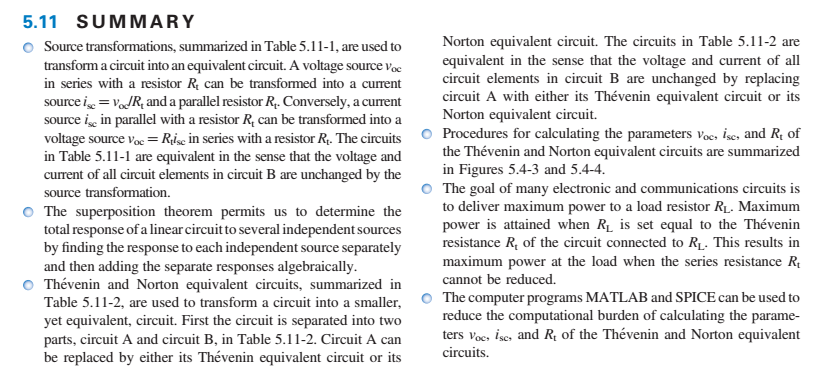 5.11 SUMMARY
Source transformations, summarized in Table 5.11-1, are used to
transform a circuit into an equivalent circuit. A voltage source voc
in series with a resistor Rt can be transformed into a current
source isc = voc/Rt and a parallel resistor Rt. Conversely, a current
source isc in parallel with a resistor Rt can be transformed into a
voltage source voc = Rtisc in series with a resistor Rt. The circuits
in Table 5.11-1 are equivalent in the sense that the voltage and
current of all circuit elements in circuit B are unchanged by the
source transformation.
The superposition theorem permits us to determine the
total response of a linear circuit to several independent sources
by finding the response to each independent source separately
and then adding the separate responses algebraically.
Thévenin and Norton equivalent circuits, summarized in
Table 5.11-2, are used to transform a circuit into a smaller,
yet equivalent, circuit. First the circuit is separated into two
parts, circuit A and circuit B, in Table 5.11-2. Circuit A can
be replaced by either its Thévenin equivalent circuit or its
Norton equivalent circuit. The circuits in Table 5.11-2 are
equivalent in the sense that the voltage and current of all
circuit elements in circuit B are unchanged by replacing
circuit A with either its Thévenin equivalent circuit or its
Norton equivalent circuit.
Procedures for calculating the parameters voc, isc, and Rt of
the Thévenin and Norton equivalent circuits are summarized
in Figures 5.4-3 and 5.4-4.
The goal of many electronic and communications circuits is
to deliver maximum power to a load resistor RL. Maximum
power is attained when RL is set equal to the Thévenin
resistance Rt of the circuit connected to RL. This results in
maximum power at the load when the series resistance Rt
cannot be reduced.
The computer programs MATLAB and SPICE can be used to
reduce the computational burden of calculating the parame-
ters voc, isc, and Rt of the Thévenin and Norton equivalent
circuits.